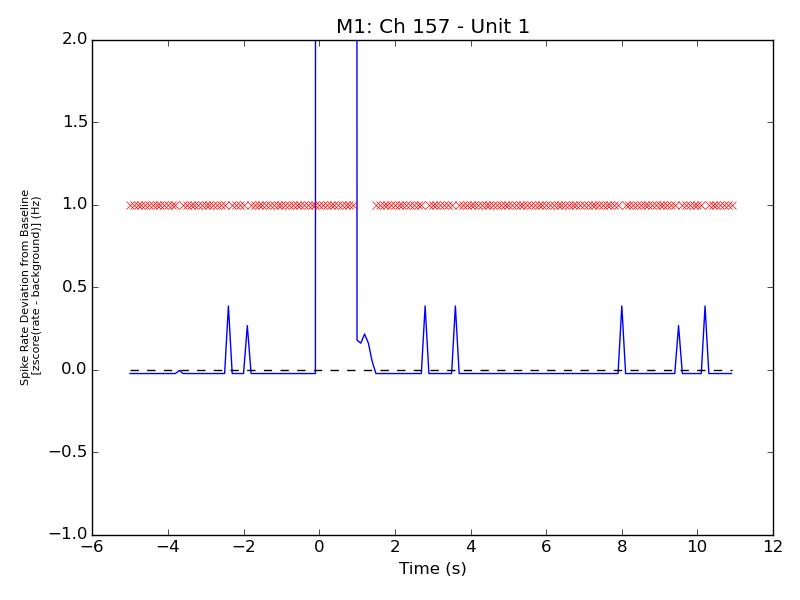 M1: Ch 157 - Unit 1
2.0
1.5
1.0
0.5
0.0
−0.5
−1.0
Spike Rate Deviation from Baseline
[zscore(rate - background)] (Hz)
−6 −4 −2 0 2 4 6 8 10 12
Time (s)